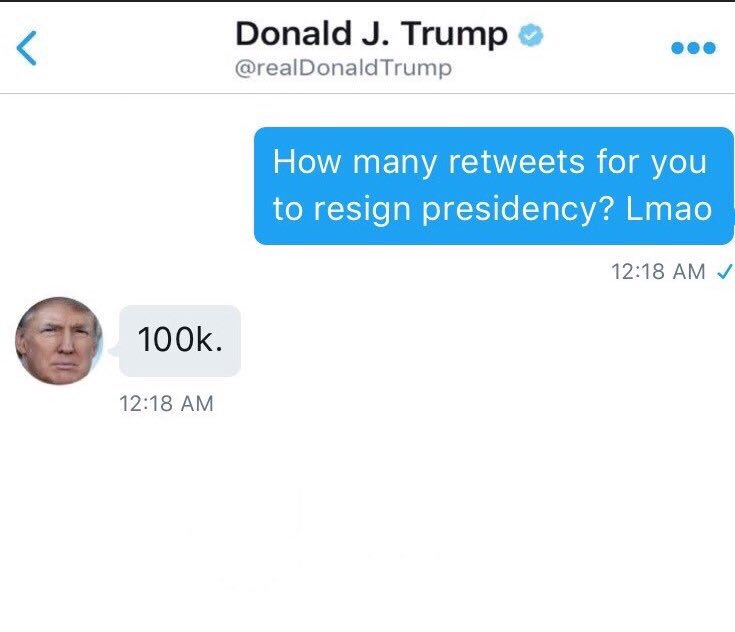 Donald J. Trump
@realDonaldTrump
How many retweets for you
to resign presidency? Lmao
12:18 AM
100k.
12:18 AM